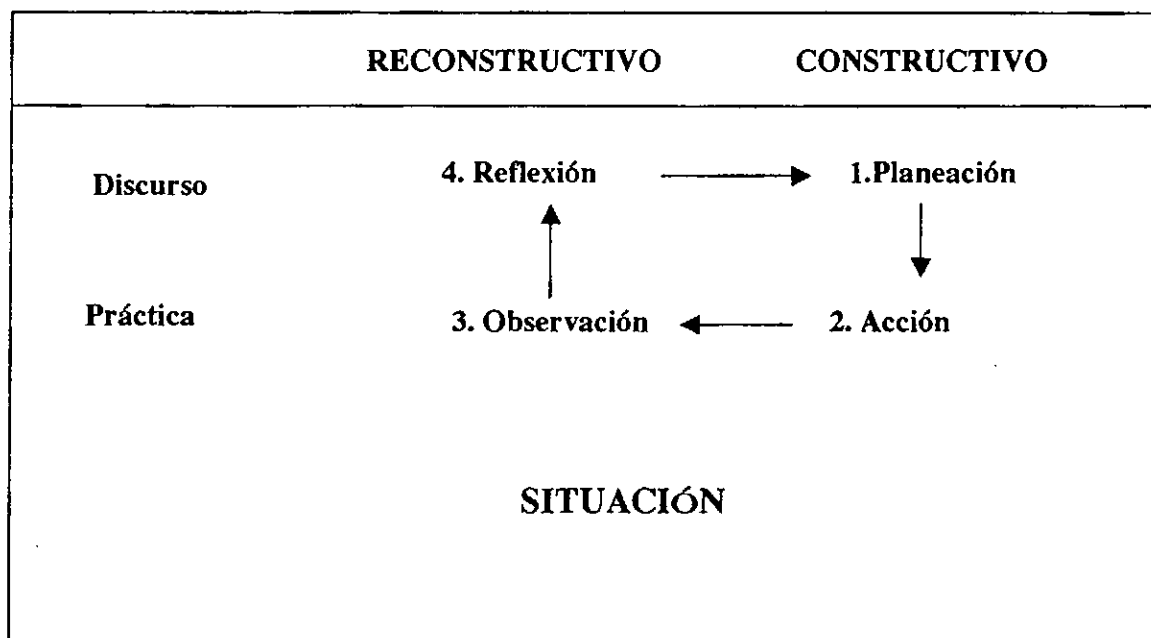 RECONSTRUCTIVO CONSTRUCTIVO
Discurso 4. Reflexión 1.Planeación
Práctica 3. Observación 2. Acción
SITUACIÓN